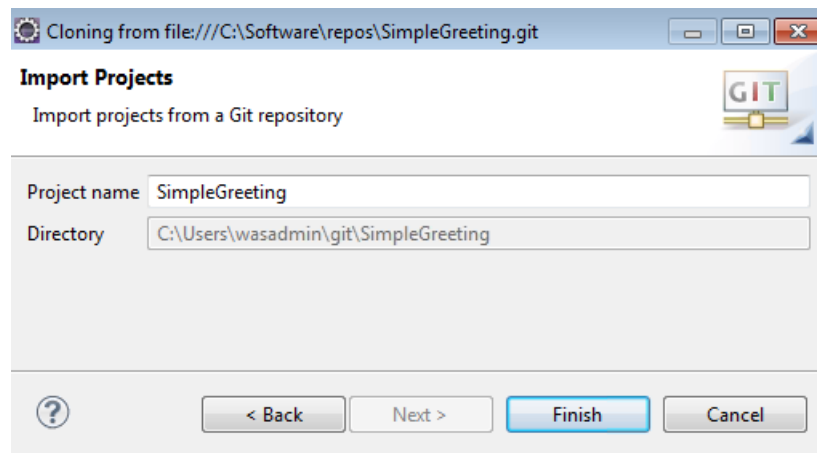 Cloning from file:///C:\Software\repos\SimpleGreeting.git
Import Projects
Import projects from a Git repository
GIT
Project name SimpleGreeting
Directory C:\Users\wasadmin\git\SimpleGreeting
? < Back Next > Finish Cancel